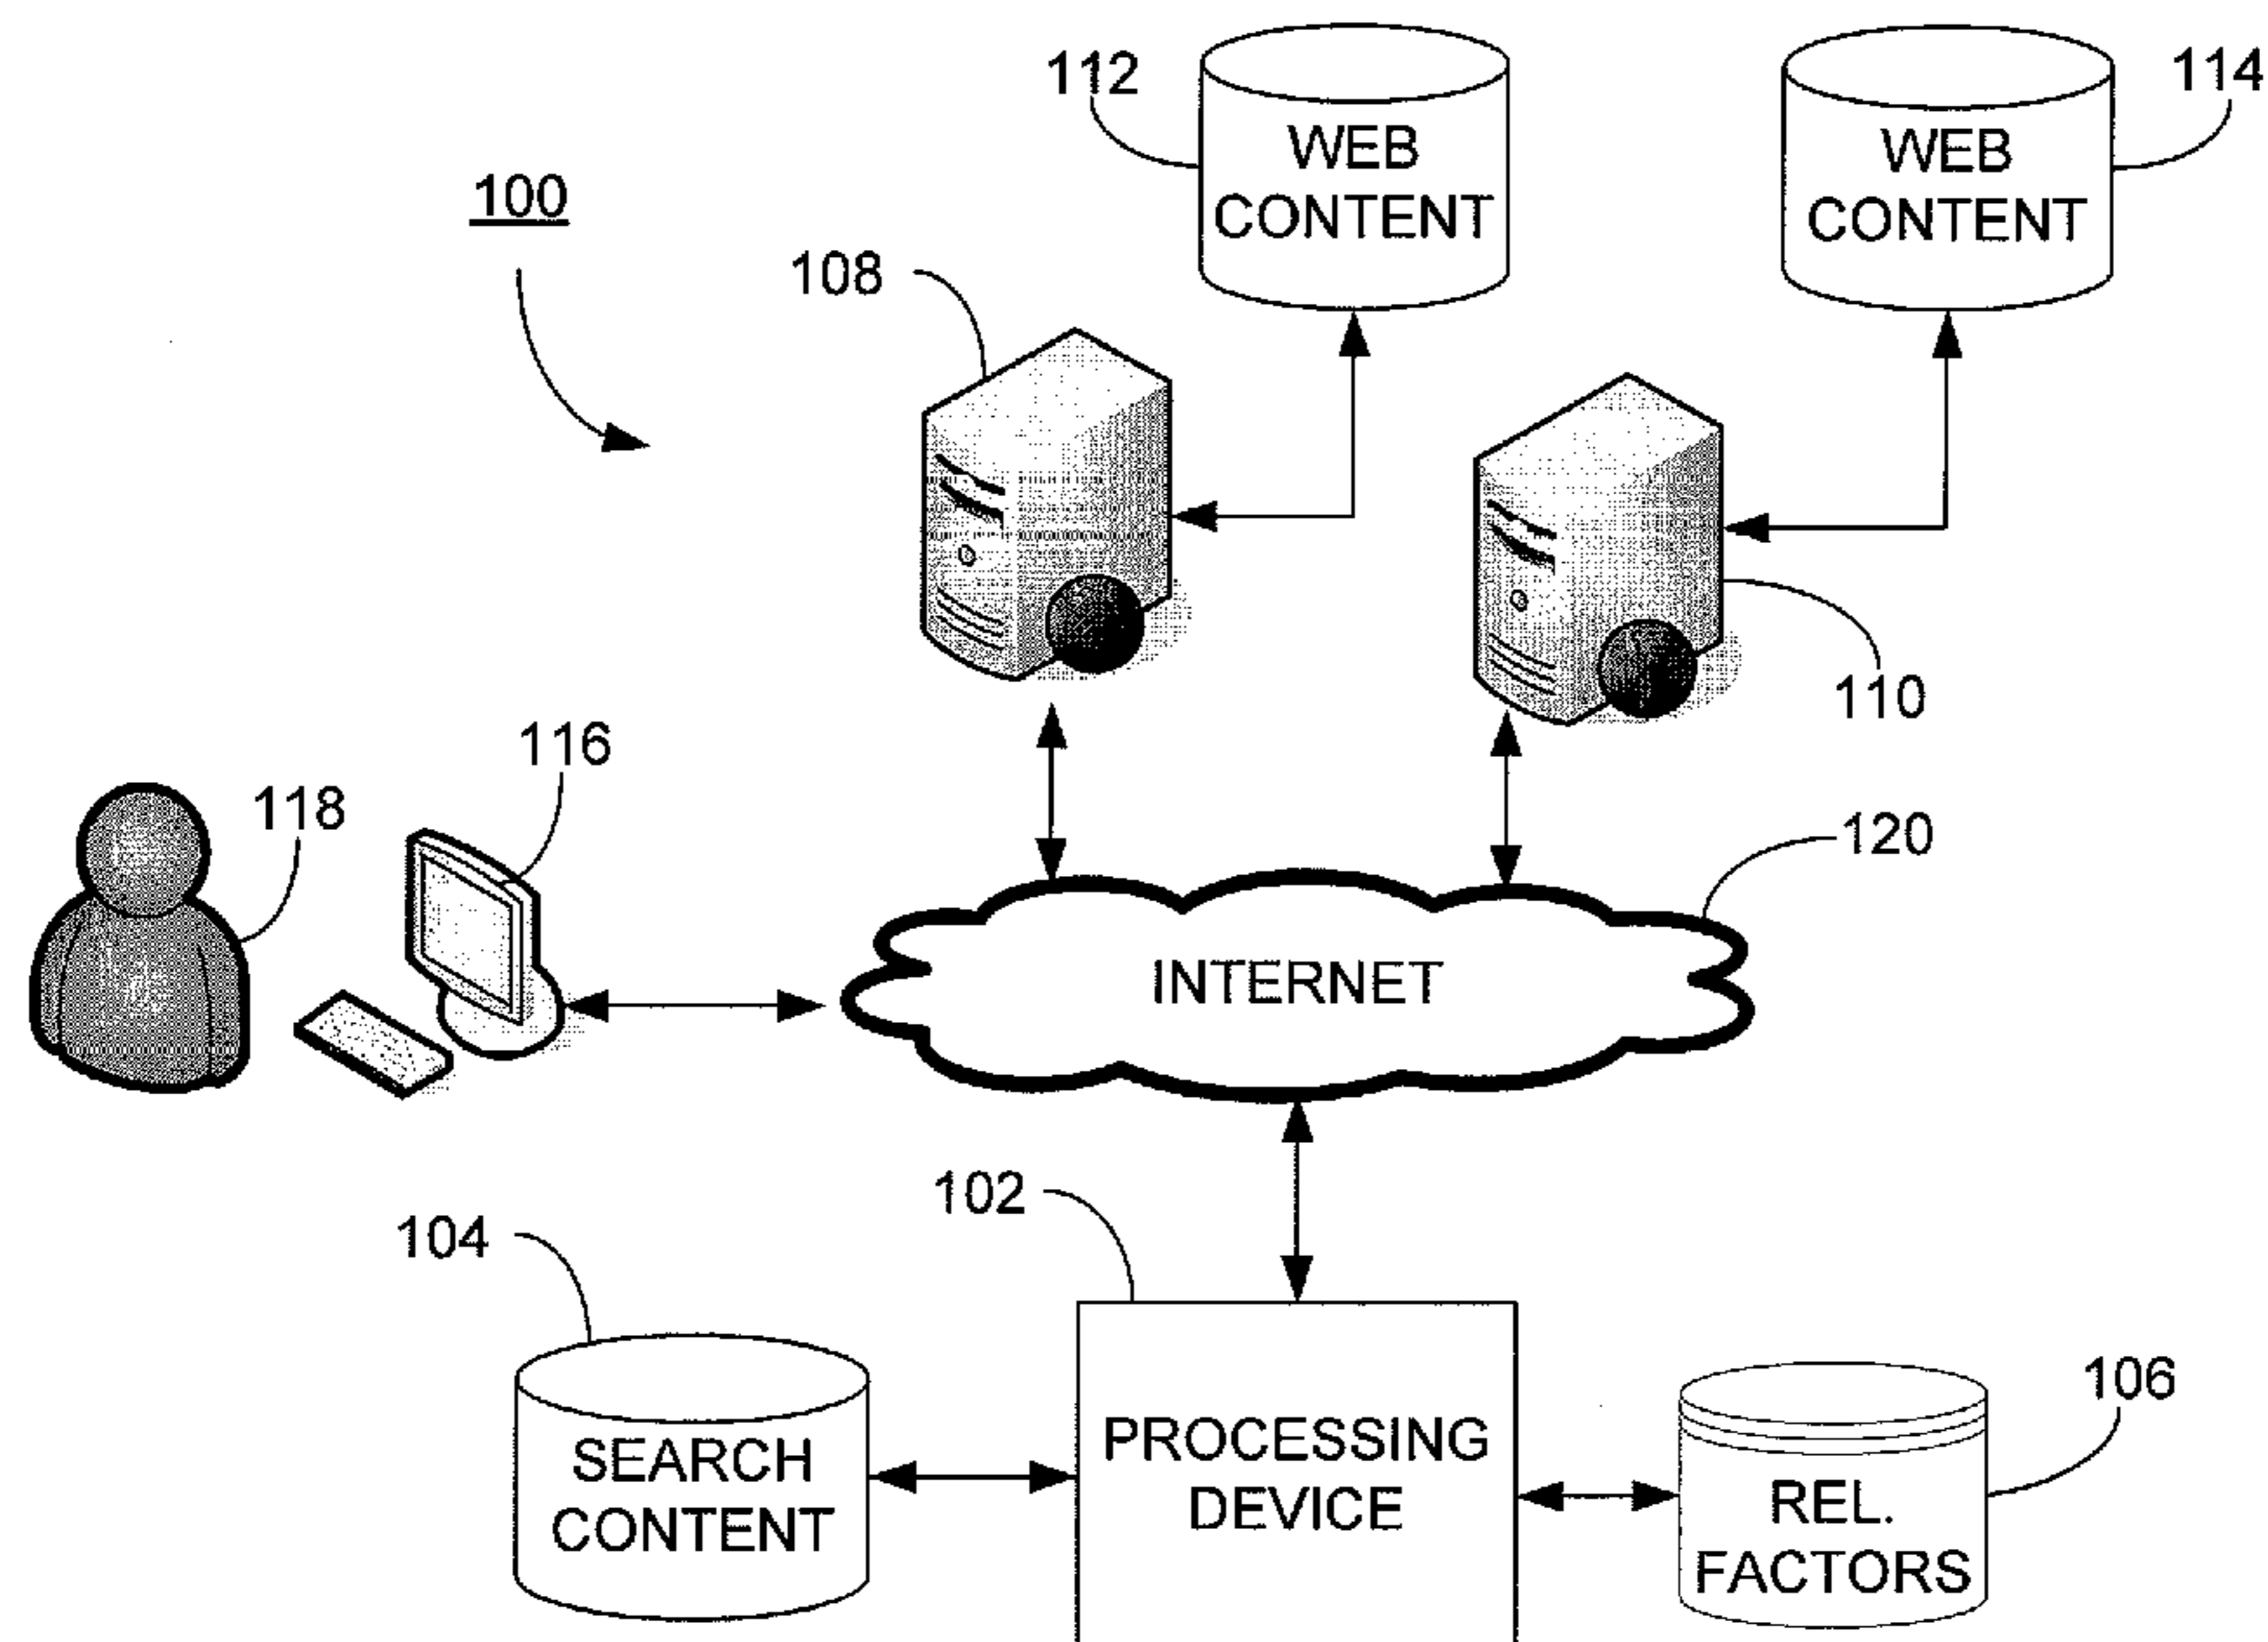 112
WEB
CONTENT
WEB
CONTENT
114
100
108
110
116
118
120
INTERNET
102
104
SEARCH
CONTENT
PROCESSING
DEVICE
REL.
FACTORS
106